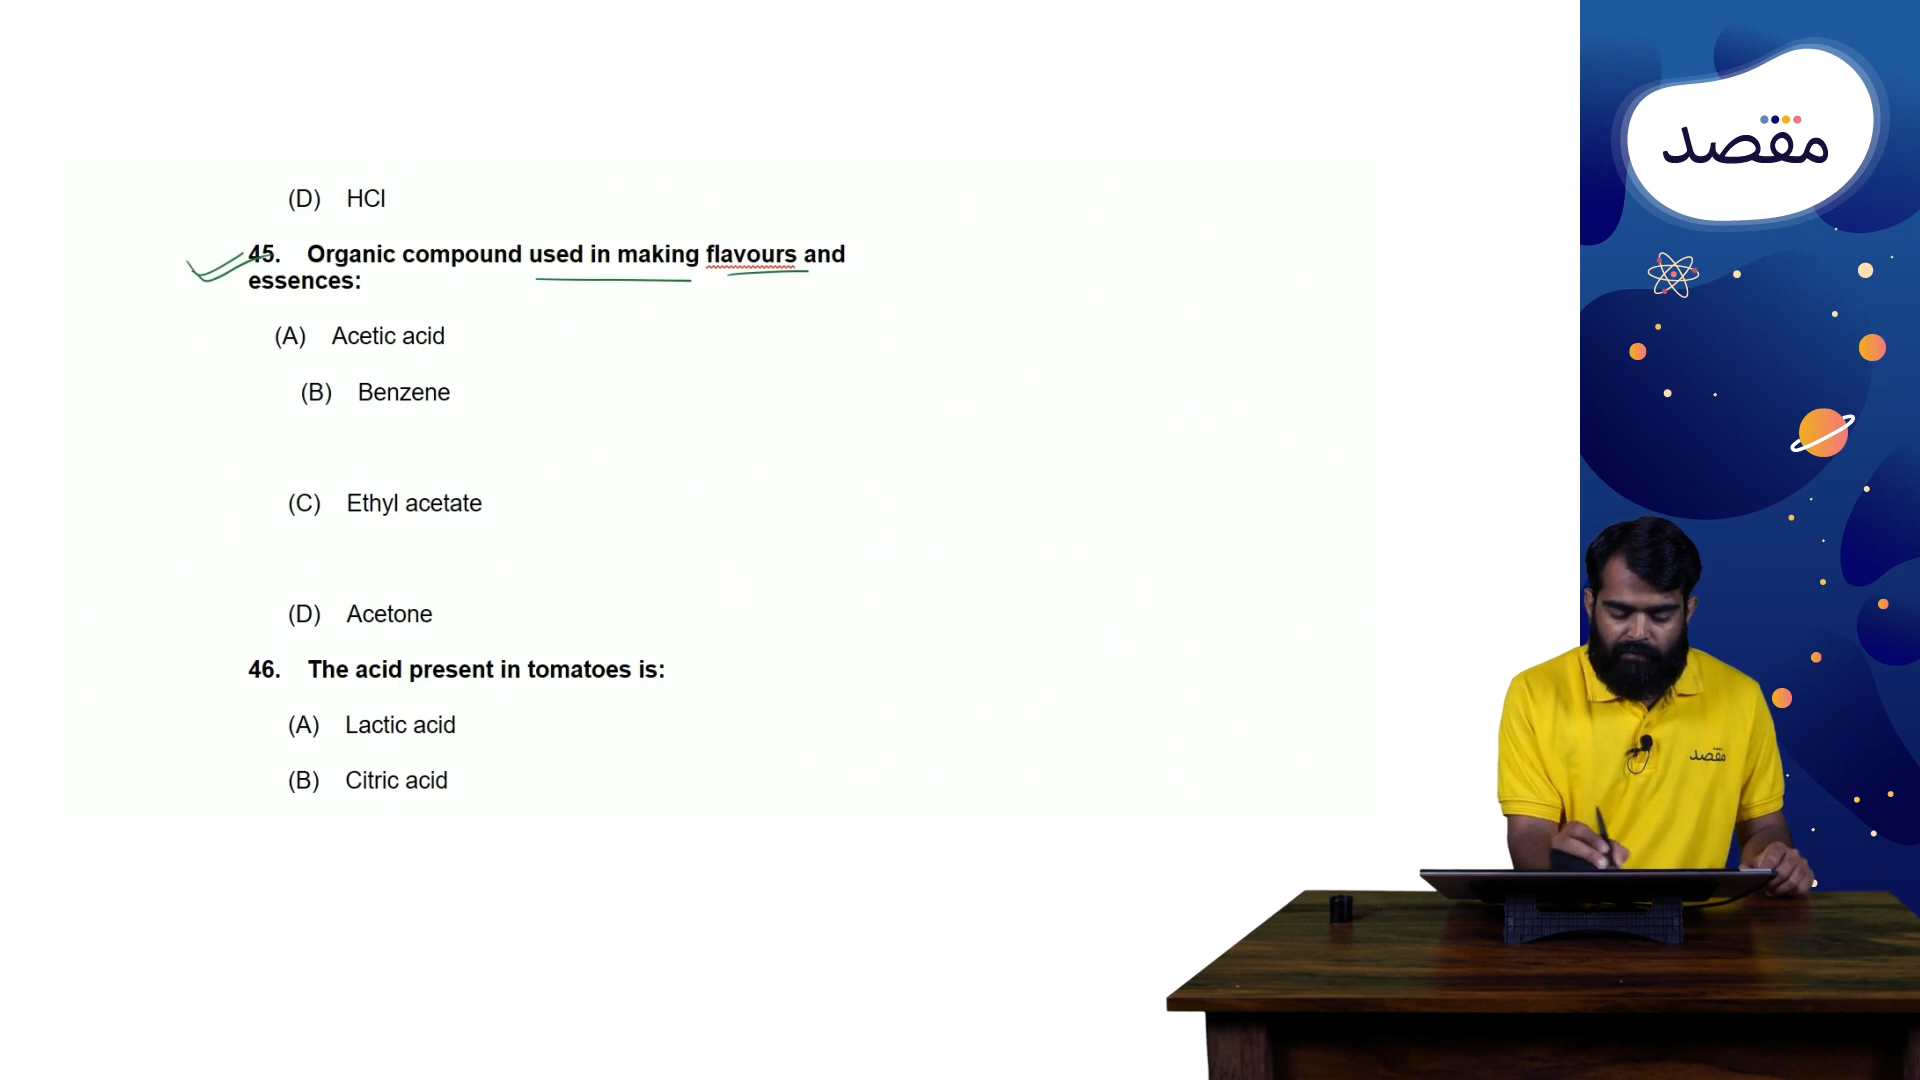 مقصد
(D) HCl
45. Organic compound used in making flavours and
essences:
(A) Acetic acid
(B) Benzene
(C) Ethyl acetate
(D) Acetone
46. The acid present in tomatoes is:
(A) Lactic acid
(B) Citric acid
مقصد